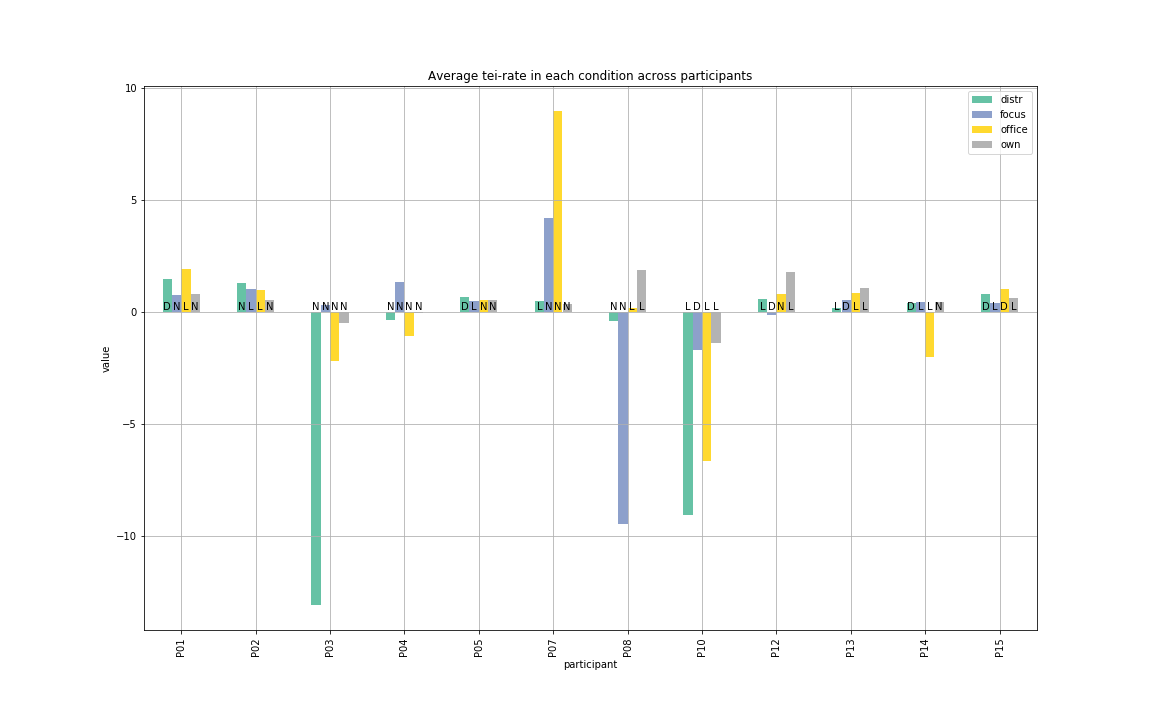 Average tei-rate in each condition across participants
distr
focus
office
own
10
5
0
−5
−10
value
D N L N
N L L N
N N N N
N N N N
D L N N
L N N N
N N L L
L D L L
L D N L
L D L L
D L L N
D L D L
P01
P02
P03
P04
P05
P07
P08
P10
P12
P13
P14
P15
participant